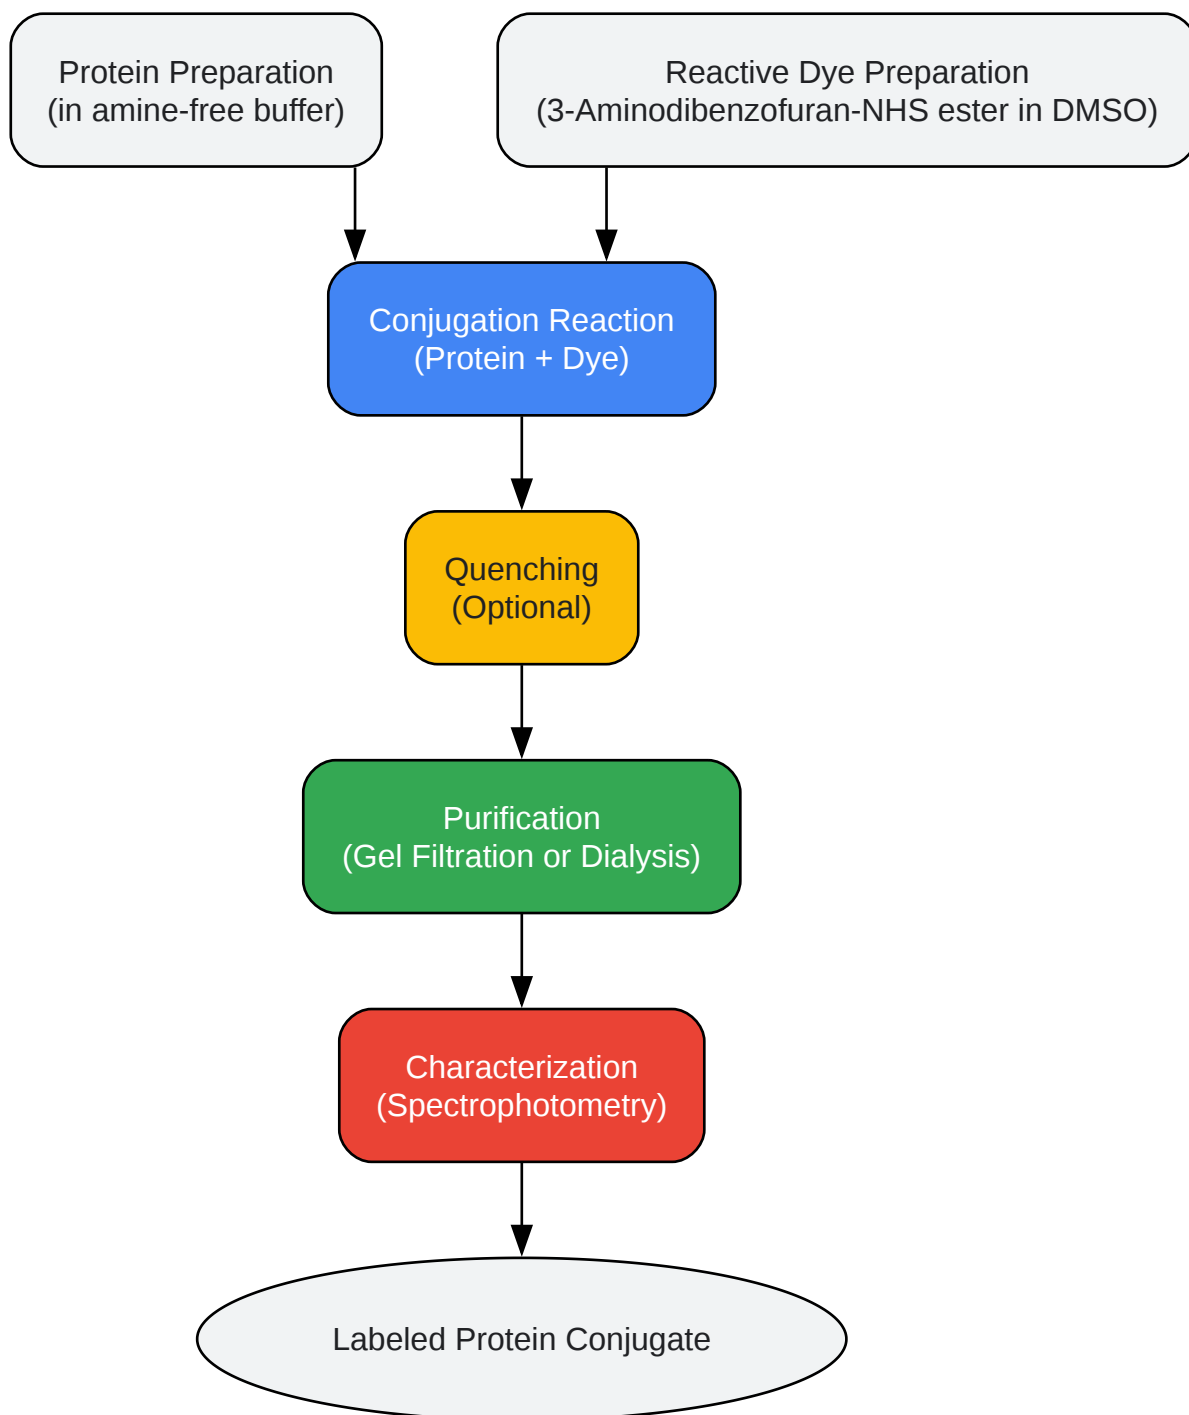 Protein Preparation
(in amine-free buffer)
Reactive Dye Preparation
(3-Aminodibenzofuran-NHS ester in DMSO)
Conjugation Reaction
(Protein + Dye)
Quenching
(Optional)
Purification
(Gel Filtration or Dialysis)
Characterization
(Spectrophotometry)
Labeled Protein Conjugate